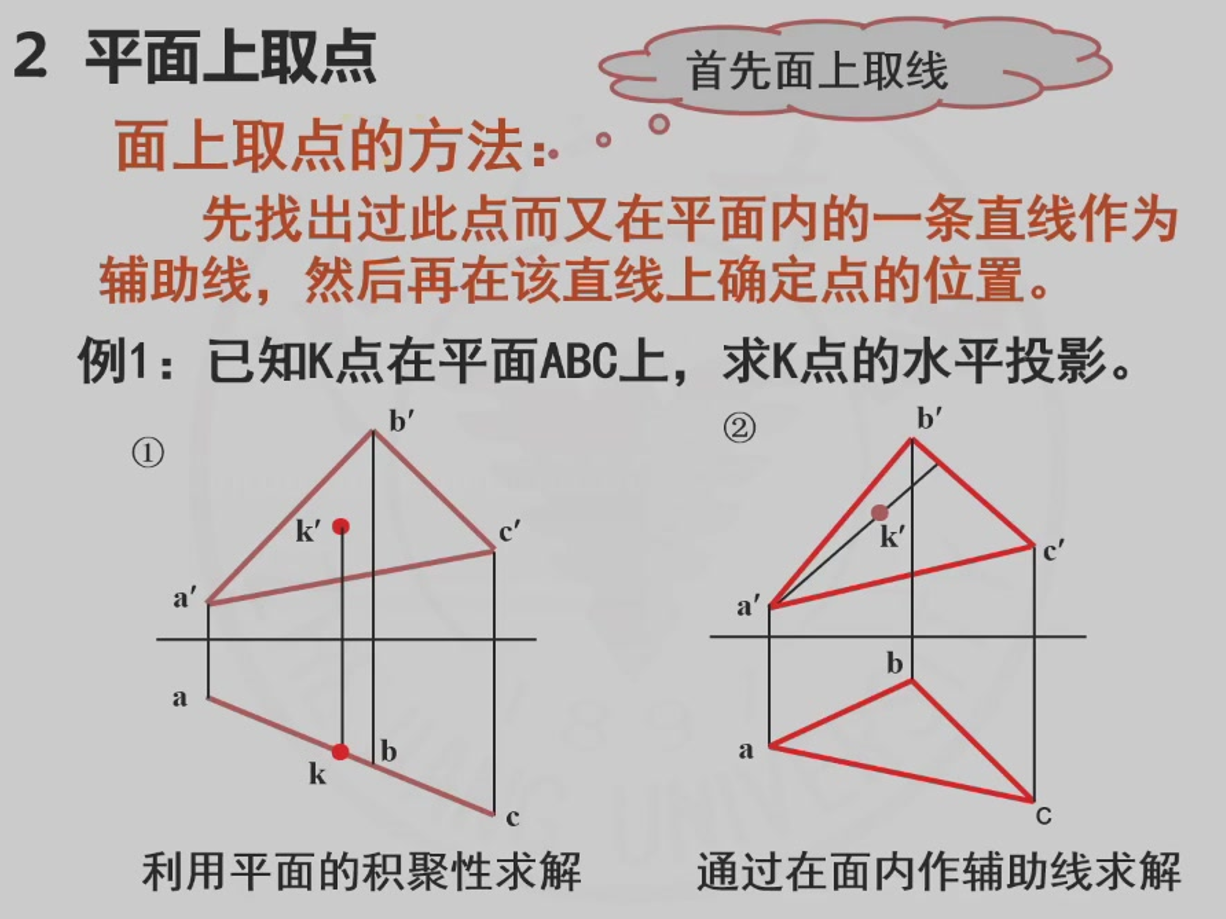 2 平面上取点
首先面上取线
面上取点的方法：
先找出过此点而又在平面内的一条直线作为
辅助线，然后再在该直线上确定点的位置。
例1：已知K点在平面ABC上，求K点的水平投影。
①
b′
k′
c′
a′
a
b
k
c
利用平面的积聚性求解
②
b′
k′
c′
a′
b
a
c
通过在面内作辅助线求解